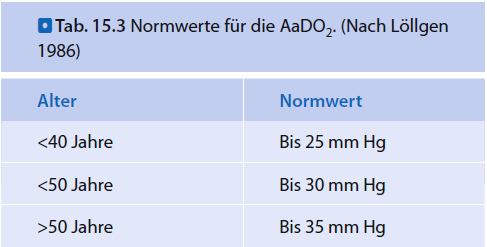 Tab. 15.3 Normwerte für die AaDO₂. (Nach Löllgen
1986)
Alter Normwert
<40 Jahre Bis 25 mm Hg
<50 Jahre Bis 30 mm Hg
>50 Jahre Bis 35 mm Hg